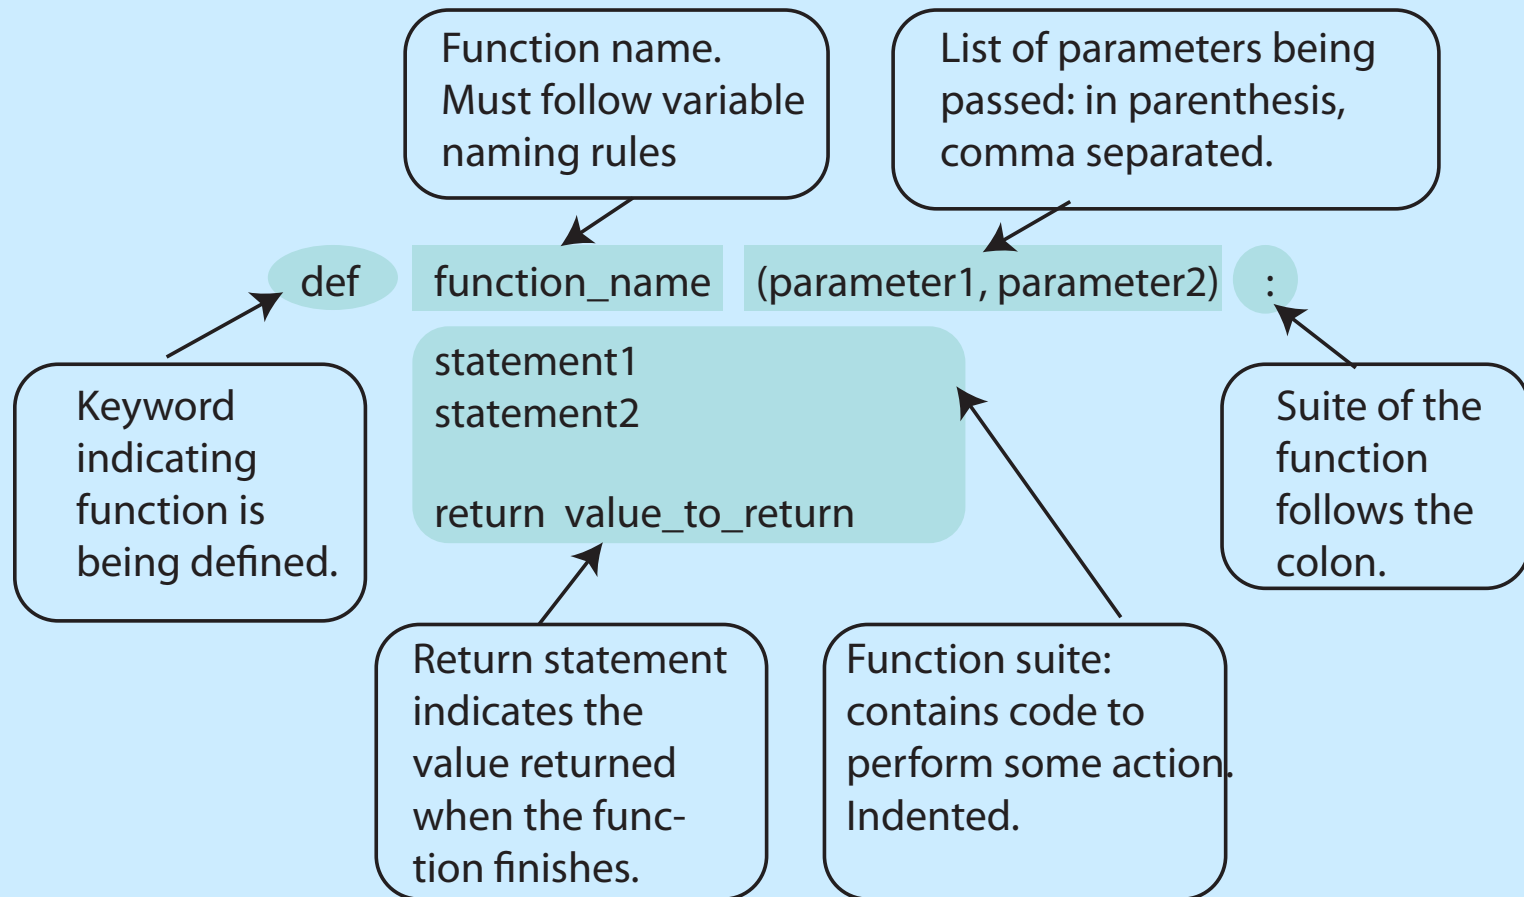 Function name.
Must follow variable
naming rules
List of parameters being
passed: in parenthesis,
comma separated.
def function_name (parameter1, parameter2) :
statement1
statement2
return value_to_return
Keyword
indicating
function is
being defined.
Suite of the
function
follows the
colon.
Return statement
indicates the
value returned
when the func-
tion finishes.
Function suite:
contains code to
perform some action.
Indented.